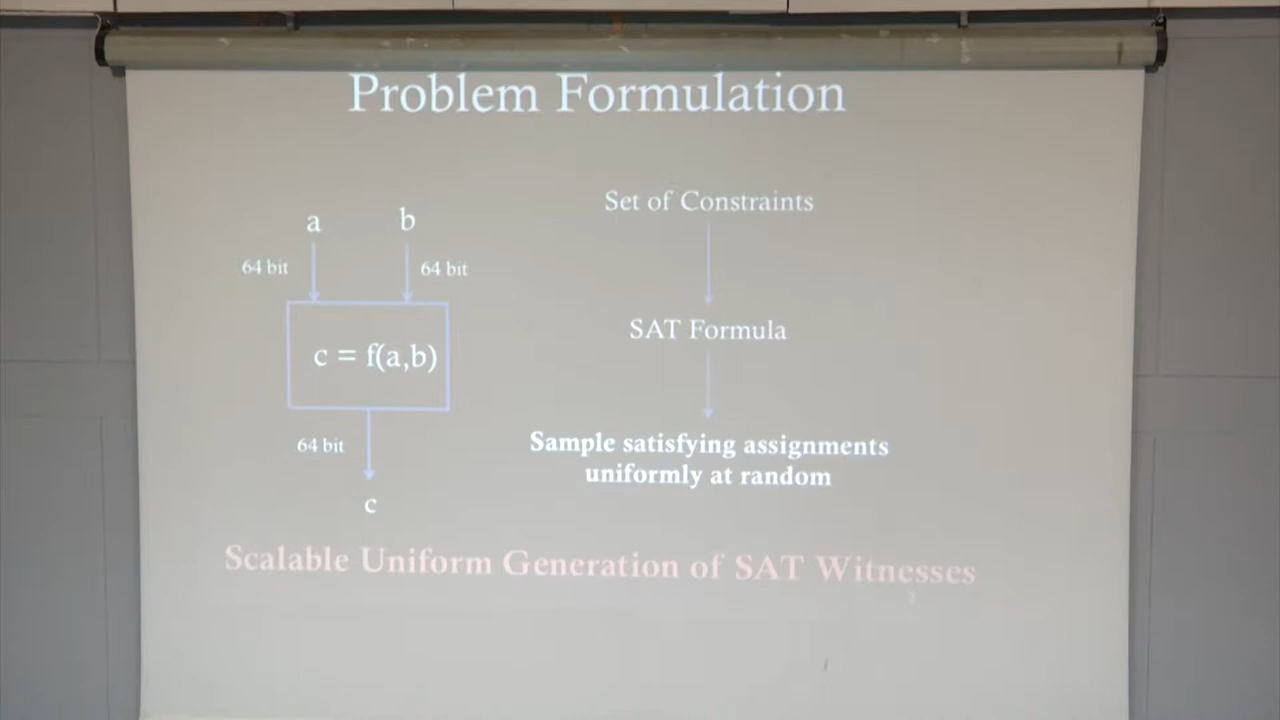 Problem Formulation
a
b
64 bit
64 bit
c = f(a,b)
64 bit
c
Set of Constraints
SAT Formula
Sample satisfying assignments
uniformly at random
Scalable Uniform Generation of SAT Witnesses
3